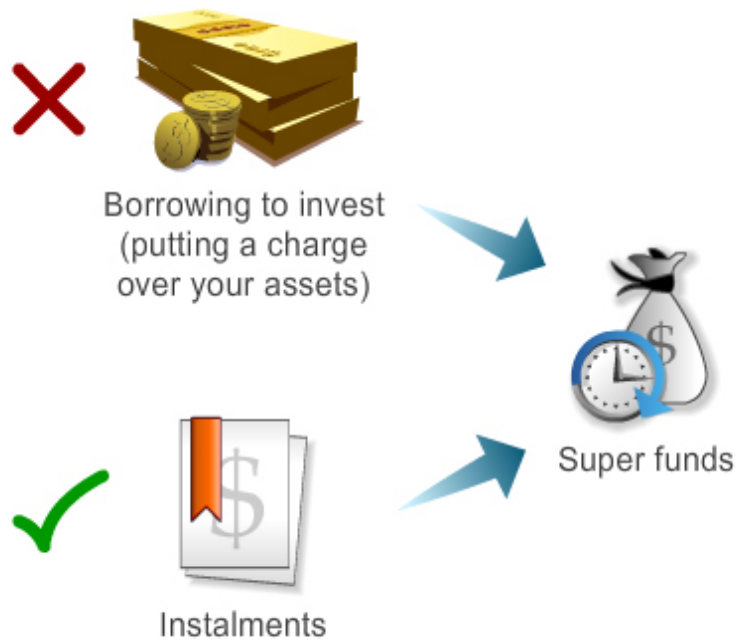 Borrowing to invest
(putting a charge
over your assets)
$
Super funds
$
Instalments